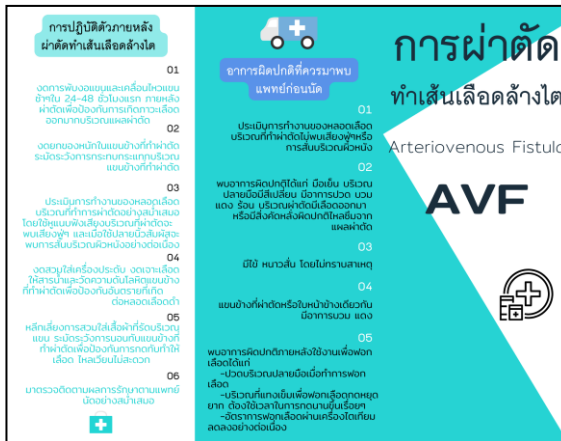 การปฏิบัติตัวภายหลัง
ผ่าตัดทำเส้นเลือดล้างไต
01
งดการพับงอแขนและเคลื่อนไหวแขน
ช้าๆใน 24-48 ชั่วโมงแรก ภายหลัง
ผ่าตัดเพื่อป้องกันการเกิดภาวะเลือด
ออกมากบริเวณแผลผ่าตัด
02
งดยกของหนักในแขนข้างที่ทำผ่าตัด
ระมัดระวังการกระทบกระแทกบริเวณ
แขนข้างที่ทำผ่าตัด
03
ประเมินการทำงานของหลอดเลือด
บริเวณที่ทำการผ่าตัดอย่างสม่ำเสมอ
โดยใช้หูแนบฟังเสียงบริเวณที่ผ่าตัดจะ
พบเสียงฟู่ๆ และเมื่อใช้ปลายนิ้วสัมผัสจะ
พบการสั่นบริเวณผิวหนังอย่างต่อเนื่อง
04
งดสวมใส่เครื่องประดับ งดเจาะเลือด
ให้สารน้ำและวัดความดันโลหิตแขนข้าง
ที่ทำผ่าตัดเพื่อป้องกันอันตรายที่เกิด
ต่อหลอดเลือดดำ
05
หลีกเลี่ยงการสวมใส่เสื้อผ้าที่รัดบริเวณ
แขน ระมัดระวังการนอนทับแขนข้างที่
ทำผ่าตัดเพื่อป้องกันการกดทับทำให้
เลือด ไหลเวียนไม่สะดวก
06
มาตรวจติดตามผลการรักษาตามแพทย์
นัดอย่างสม่ำเสมอ
อาการผิดปกติที่ควรมาพบ
แพทย์ก่อนนัด
01
ประเมินการทำงานของหลอดเลือด
บริเวณที่ทำผ่าตัดไม่พบเสียงฟู่ๆหรือ
การสั่นบริเวณผิวหนัง
02
พบอาการผิดปกติได้แก่ มือเย็น บริเวณ
ปลายมือมีสีเปลี่ยน มีอาการปวด บวม
แดง ร้อน บริเวณผ่าตัดมีเลือดออกมา
หรือมีสิ่งคัดหลั่งผิดปกติไหลซึมจาก
แผลผ่าตัด
03
มีไข้ หนาวสั่น โดยไม่ทราบสาเหตุ
04
แขนข้างที่ผ่าตัดหรือใบหน้าข้างเดียวกัน
มีอาการบวม แดง
05
พบอาการผิดปกติภายหลังใช้งานเพื่อฟอก
เลือดได้แก่
-ปวดบริเวณปลายมือเมื่อทำการฟอก
เลือด
-บริเวณที่แทงเข็มเพื่อฟอกเลือดกดหยุด
ยาก ต้องใช้เวลาในการกดนานขึ้นเรื่อยๆ
-อัตราการฟอกเลือดผ่านเครื่องไตเทียม
ลดลงอย่างต่อเนื่อง
การผ่าตัด
ทำเส้นเลือดล้างไต
Arteriovenous Fistula
AVF